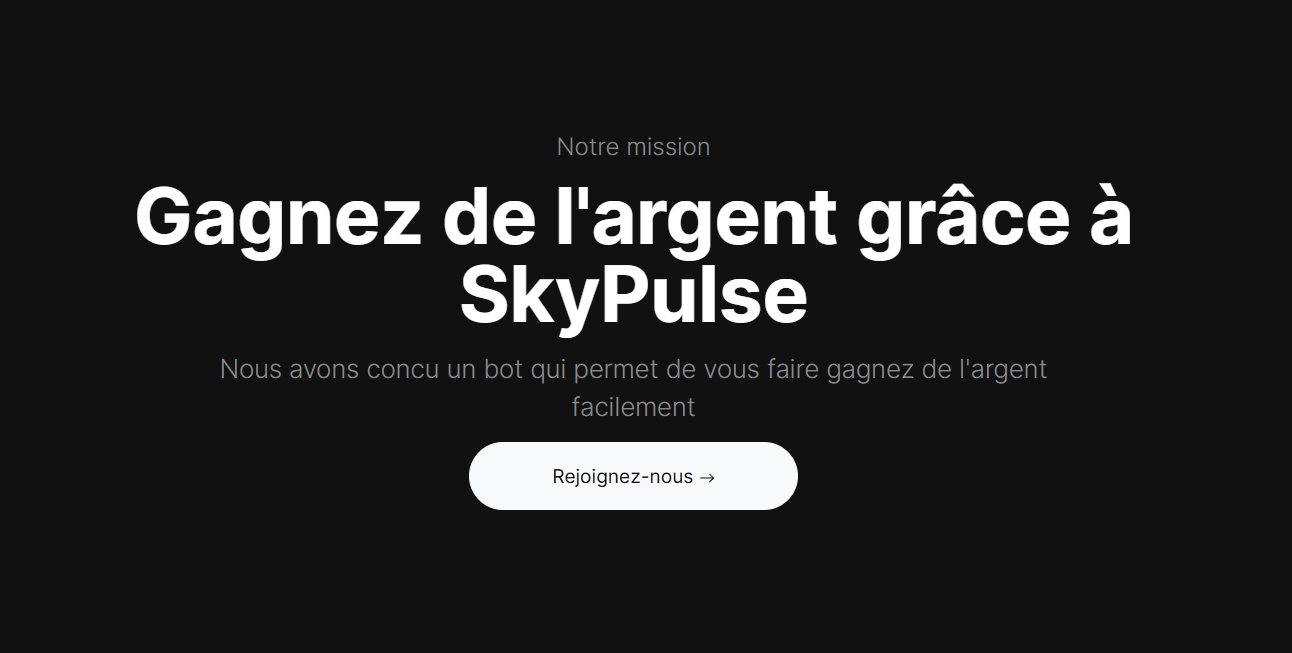 Notre mission
Gagnez de l'argent grâce à
SkyPulse
Nous avons concu un bot qui permet de vous faire gagnez de l'argent
facilement
Rejoignez-nous →